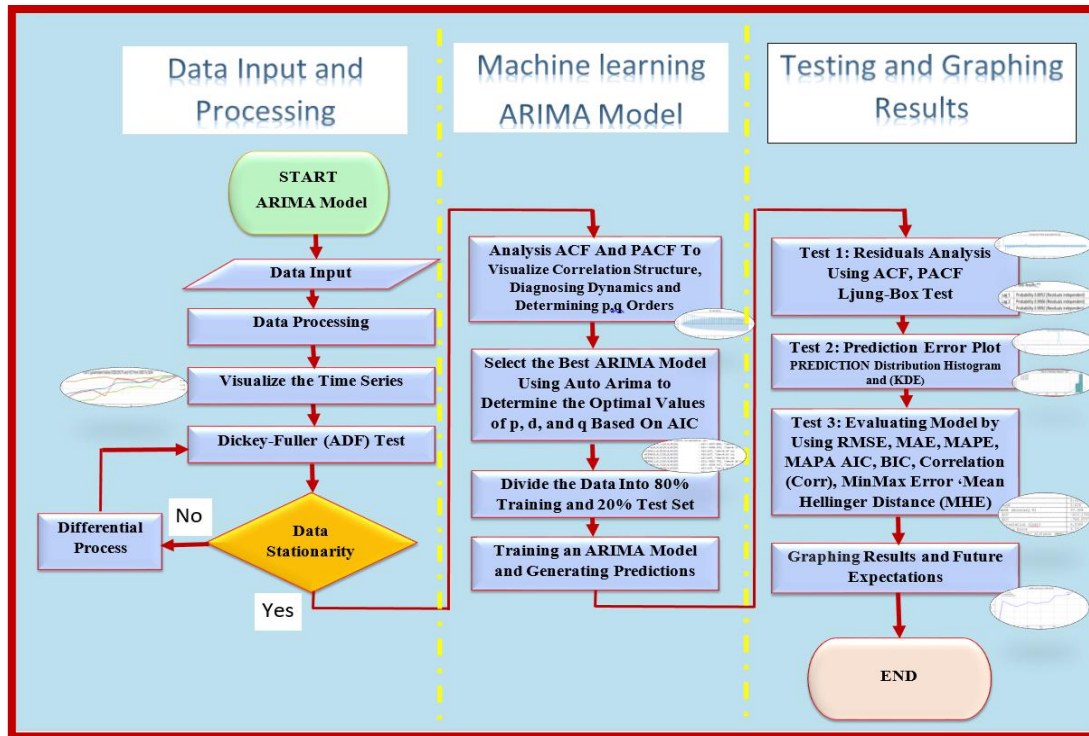 Data Input and
Processing
START
ARIMA Model
Data Input
Data Processing
Visualize the Time Series
Dickey-Fuller (ADF) Test
Differential
Process
No
Data
Stationarity
Yes
Machine learning
ARIMA Model
Analysis ACF And PACF To
Visualize Correlation Structure,
Diagnosing Dynamics and
Determining p,q Orders
Select the Best ARIMA Model
Using Auto Arima to
Determine the Optimal Values
of p, d, and q Based On AIC
Divide the Data Into 80%
Training and 20% Test Set
Training an ARIMA Model
and Generating Predictions
Testing and Graphing
Results
Test 1: Residuals Analysis
Using ACF, PACF
Ljung-Box Test
Test 2: Prediction Error Plot
PREDICTION Distribution Histogram
and (KDE)
Test 3: Evaluating Model by
Using RMSE, MAE, MAPE,
MAPA AIC, BIC, Correlation
(Corr), MinMax Error ،Mean
Hellinger Distance (MHE)
Graphing Results and Future
Expectations
END